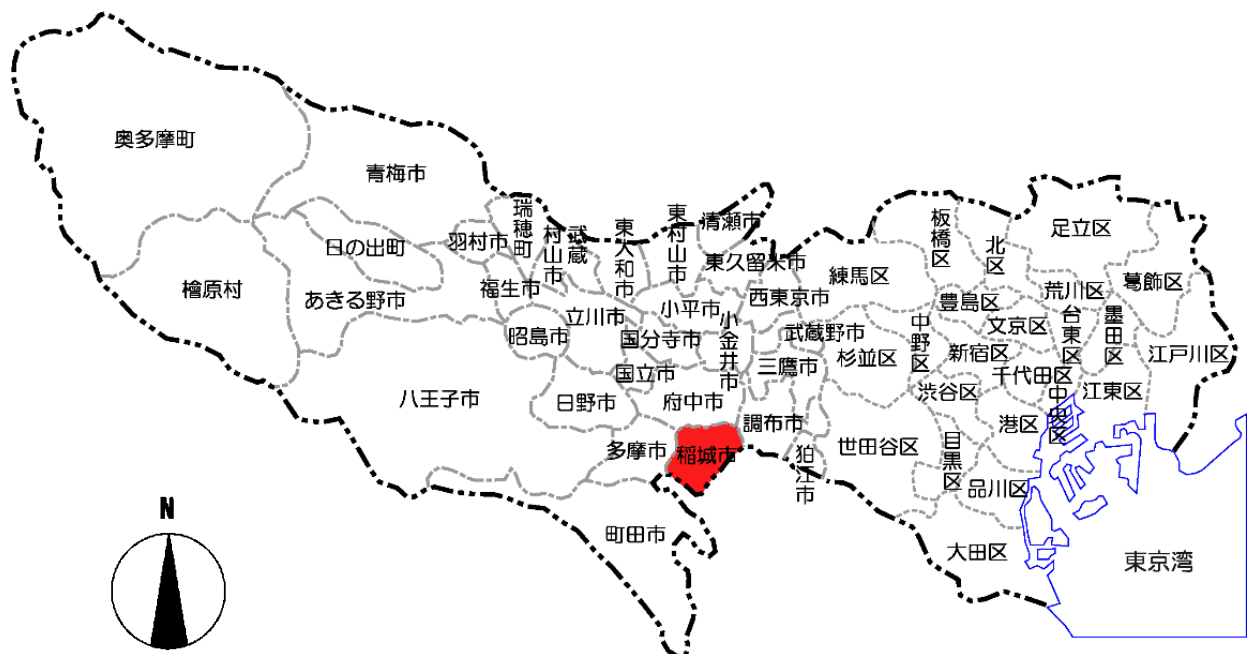 奥多摩町
青梅市
瑞穂町
武蔵
村山市
東大和市
東村山市
清瀬市
板橋区
北区
足立区
日の出町
羽村市
東久留米市
練馬区
葛飾区
檜原村
あきる野市
福生市
立川市
小平市
西東京市
豊島区
荒川区
昭島市
国分寺市
小金井市
武蔵野市
中野区
文京区
台東区
墨田区
国立市
三鷹市
杉並区
新宿区
千代田区
江戸川区
八王子市
日野市
府中市
渋谷区
中央区
江東区
調布市
港区
多摩市
稲城市
狛江市
世田谷区
目黒区
品川区
N
町田市
大田区
東京湾